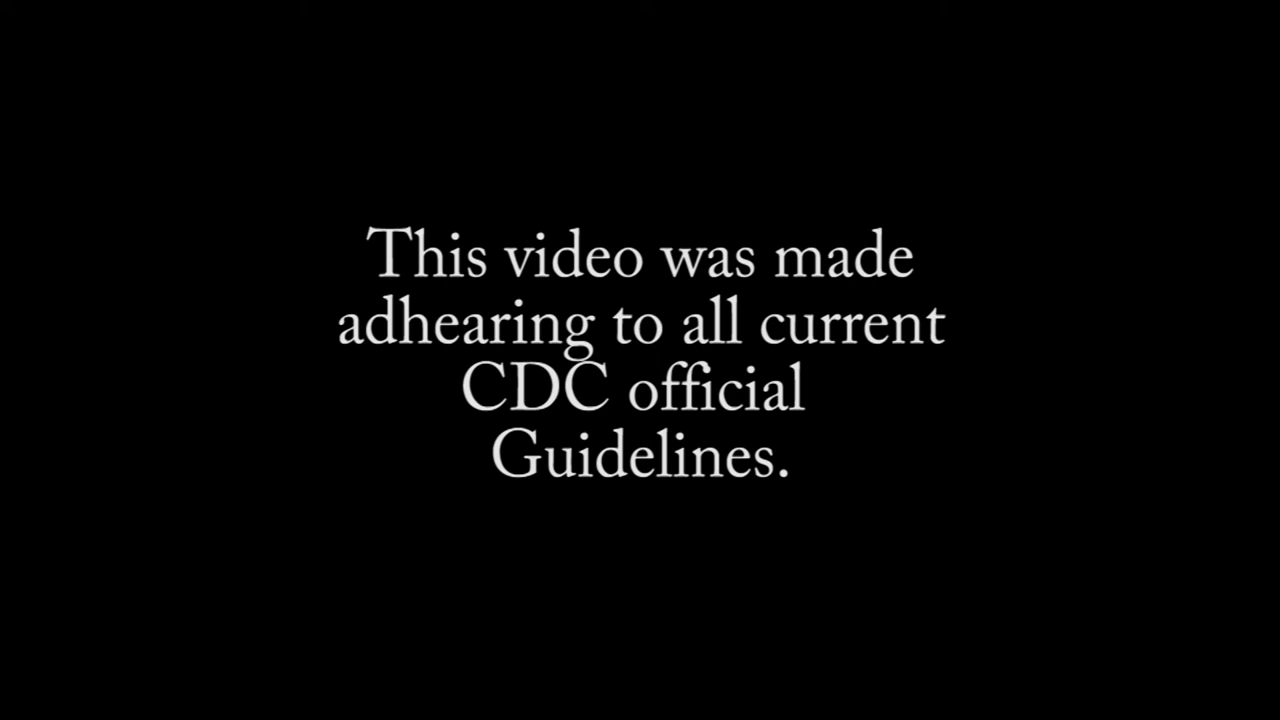 This video was made
adhearing to all current
CDC official
Guidelines.